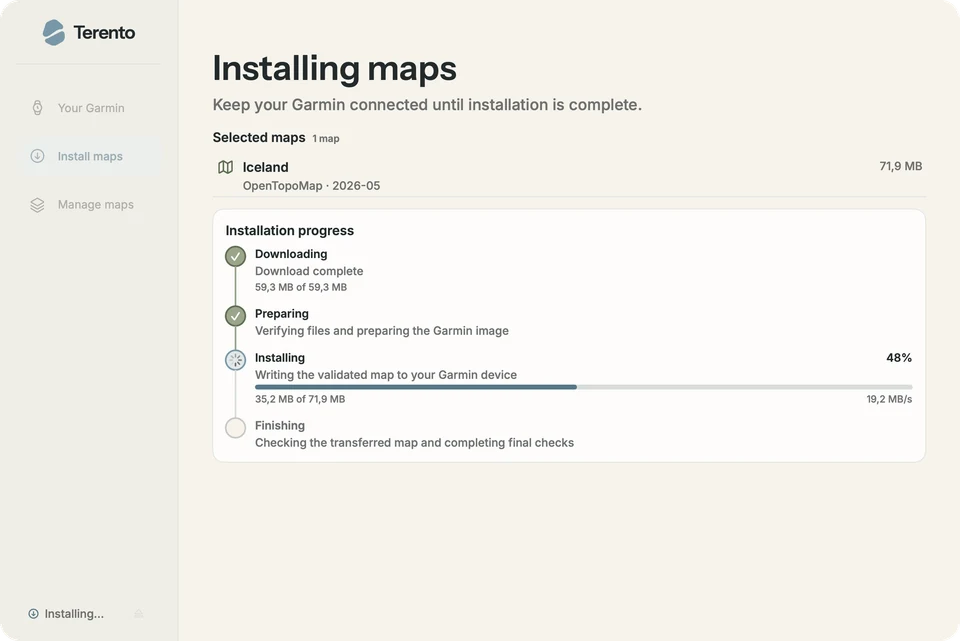 Terento
Your Garmin
Install maps
Manage maps
Installing...
Installing maps
Keep your Garmin connected until installation is complete.
Selected maps 1 map
Iceland 71,9 MB
OpenTopoMap · 2026-05
Installation progress
Downloading
Download complete
59,3 MB of 59,3 MB
Preparing
Verifying files and preparing the Garmin image
Installing 48%
Writing the validated map to your Garmin device
35,2 MB of 71,9 MB 19,2 MB/s
Finishing
Checking the transferred map and completing final checks